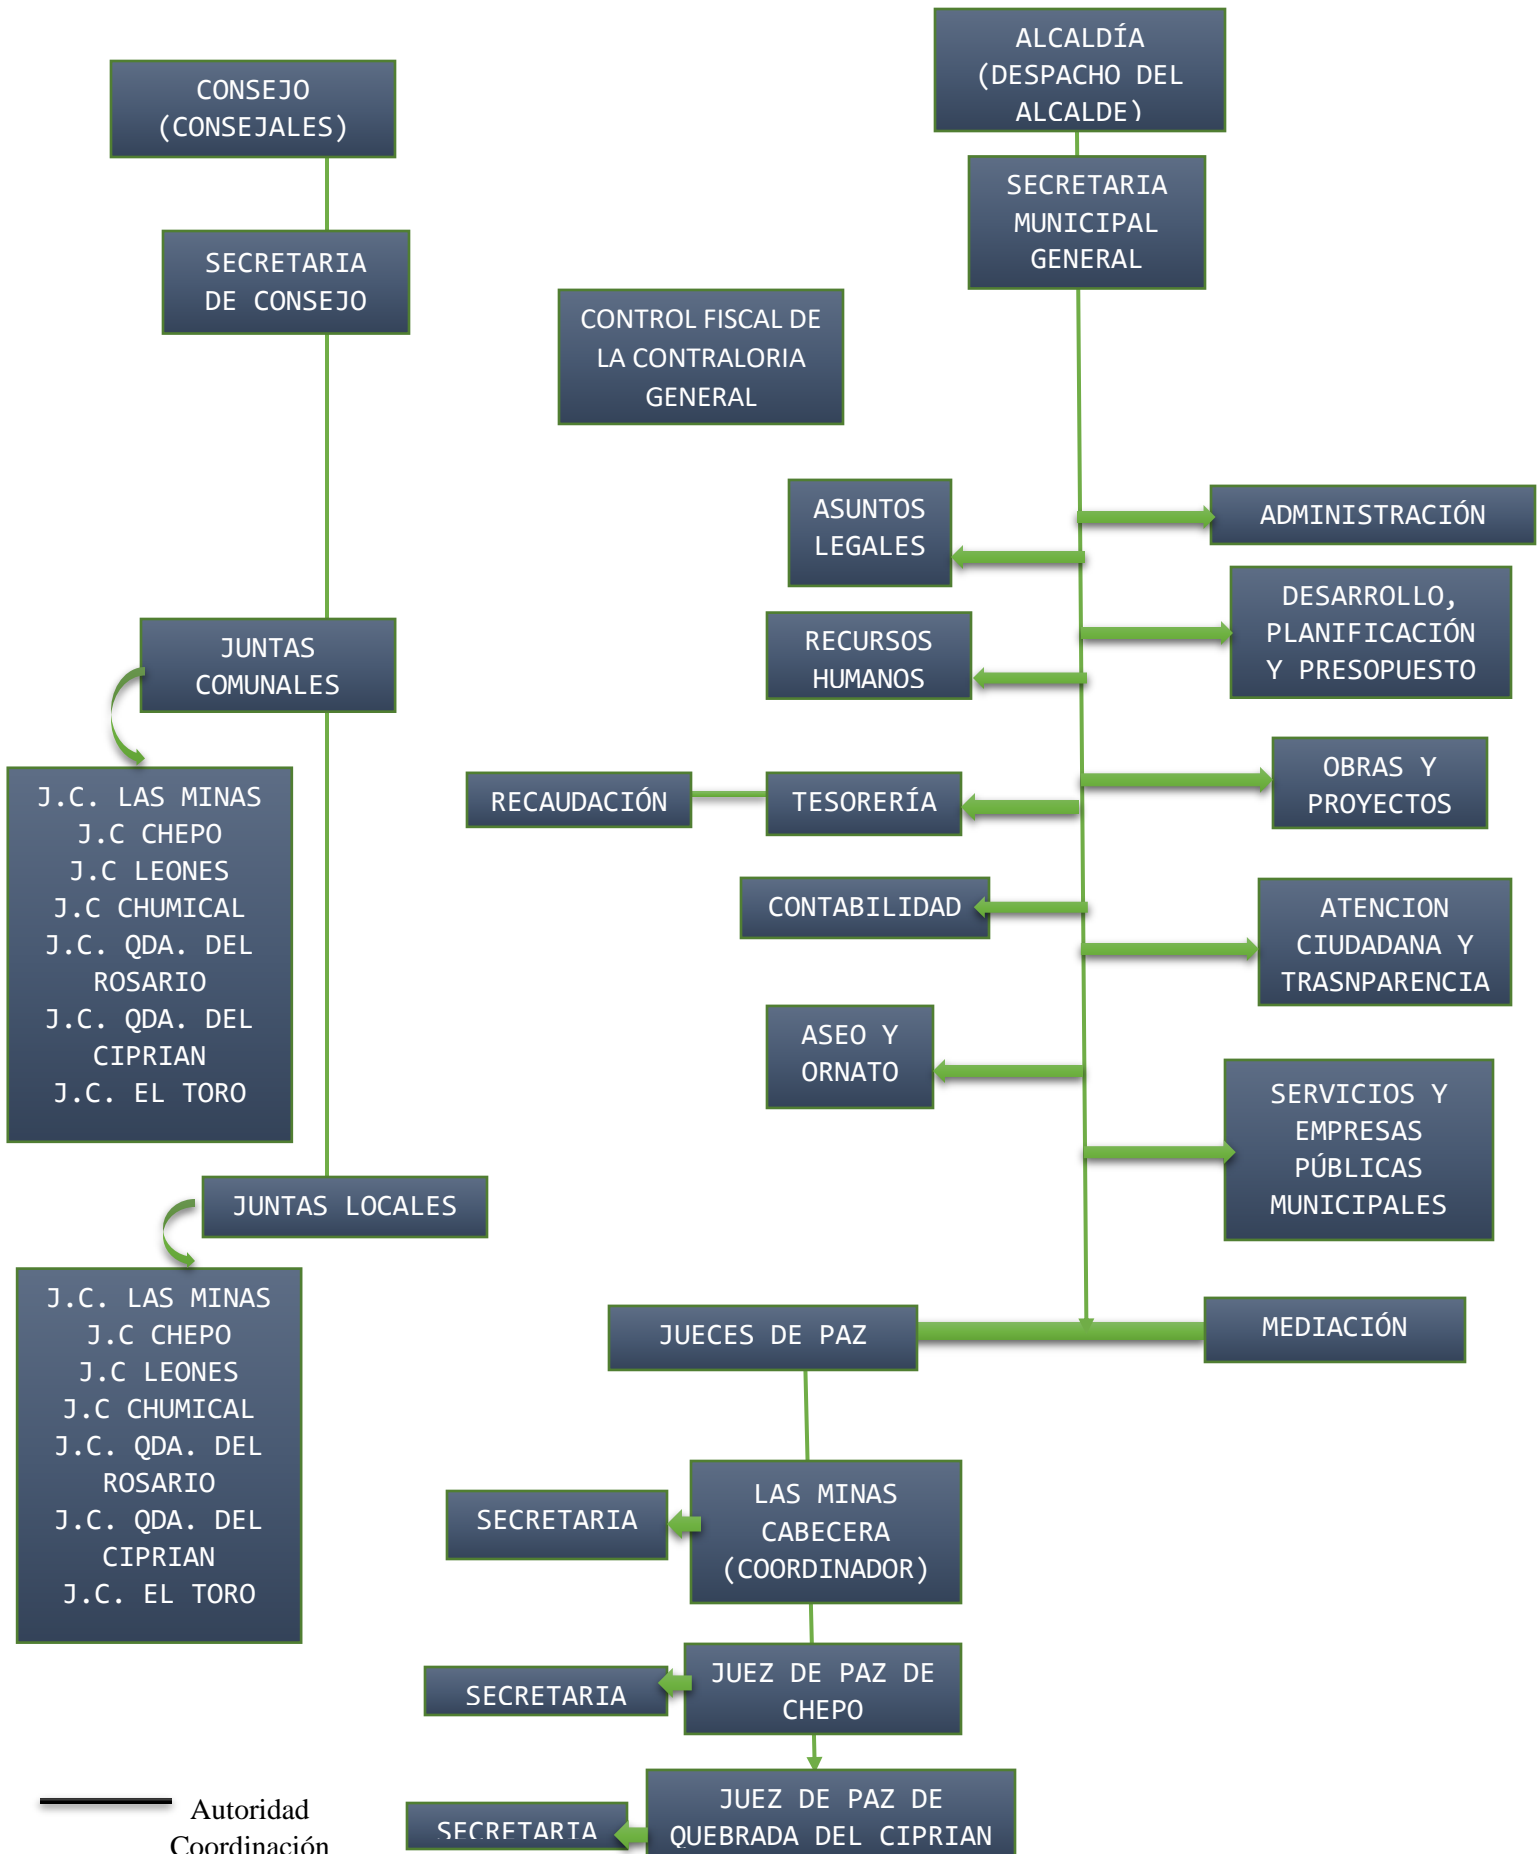 ALCALDÍA
(DESPACHO DEL
ALCALDE)
CONSEJO
(CONSEJALES)
SECRETARIA
MUNICIPAL
GENERAL
SECRETARIA
DE CONSEJO
CONTROL FISCAL DE
LA CONTRALORIA
GENERAL
ASUNTOS
LEGALES
ADMINISTRACIÓN
RECURSOS
HUMANOS
DESARROLLO,
PLANIFICACIÓN
Y PRESOPUESTO
JUNTAS
COMUNALES
J.C. LAS MINAS
J.C CHEPO
J.C LEONES
J.C CHUMICAL
J.C. QDA. DEL
ROSARIO
J.C. QDA. DEL
CIPRIAN
J.C. EL TORO
RECAUDACIÓN
TESORERÍA
OBRAS Y
PROYECTOS
CONTABILIDAD
ATENCION
CIUDADANA Y
TRASNPARENCIA
ASEO Y
ORNATO
SERVICIOS Y
EMPRESAS
PÚBLICAS
MUNICIPALES
JUNTAS LOCALES
J.C. LAS MINAS
J.C CHEPO
J.C LEONES
J.C CHUMICAL
J.C. QDA. DEL
ROSARIO
J.C. QDA. DEL
CIPRIAN
J.C. EL TORO
JUECES DE PAZ
MEDIACIÓN
SECRETARIA
LAS MINAS
CABECERA
(COORDINADOR)
SECRETARIA
JUEZ DE PAZ DE
CHEPO
SECRETARIA
JUEZ DE PAZ DE
QUEBRADA DEL CIPRIAN
Autoridad
Coordinación